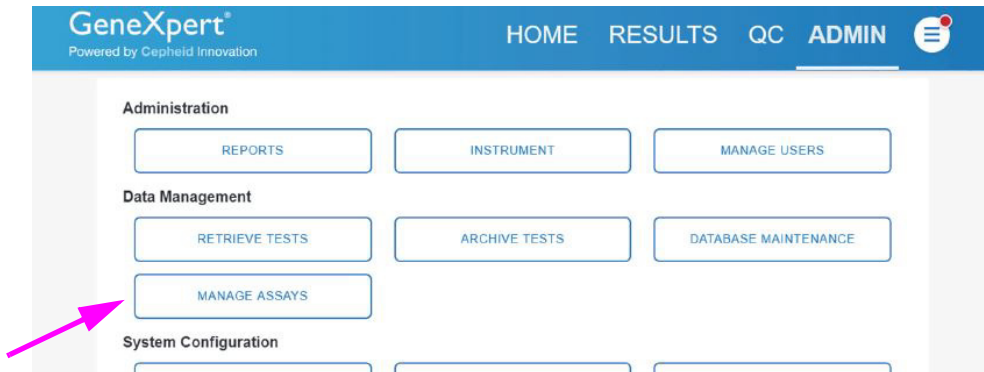 GeneXpert®
Powered by Cepheid Innovation
HOME RESULTS QC ADMIN
Administration
REPORTS INSTRUMENT MANAGE USERS
Data Management
RETRIEVE TESTS ARCHIVE TESTS DATABASE MAINTENANCE
MANAGE ASSAYS
System Configuration